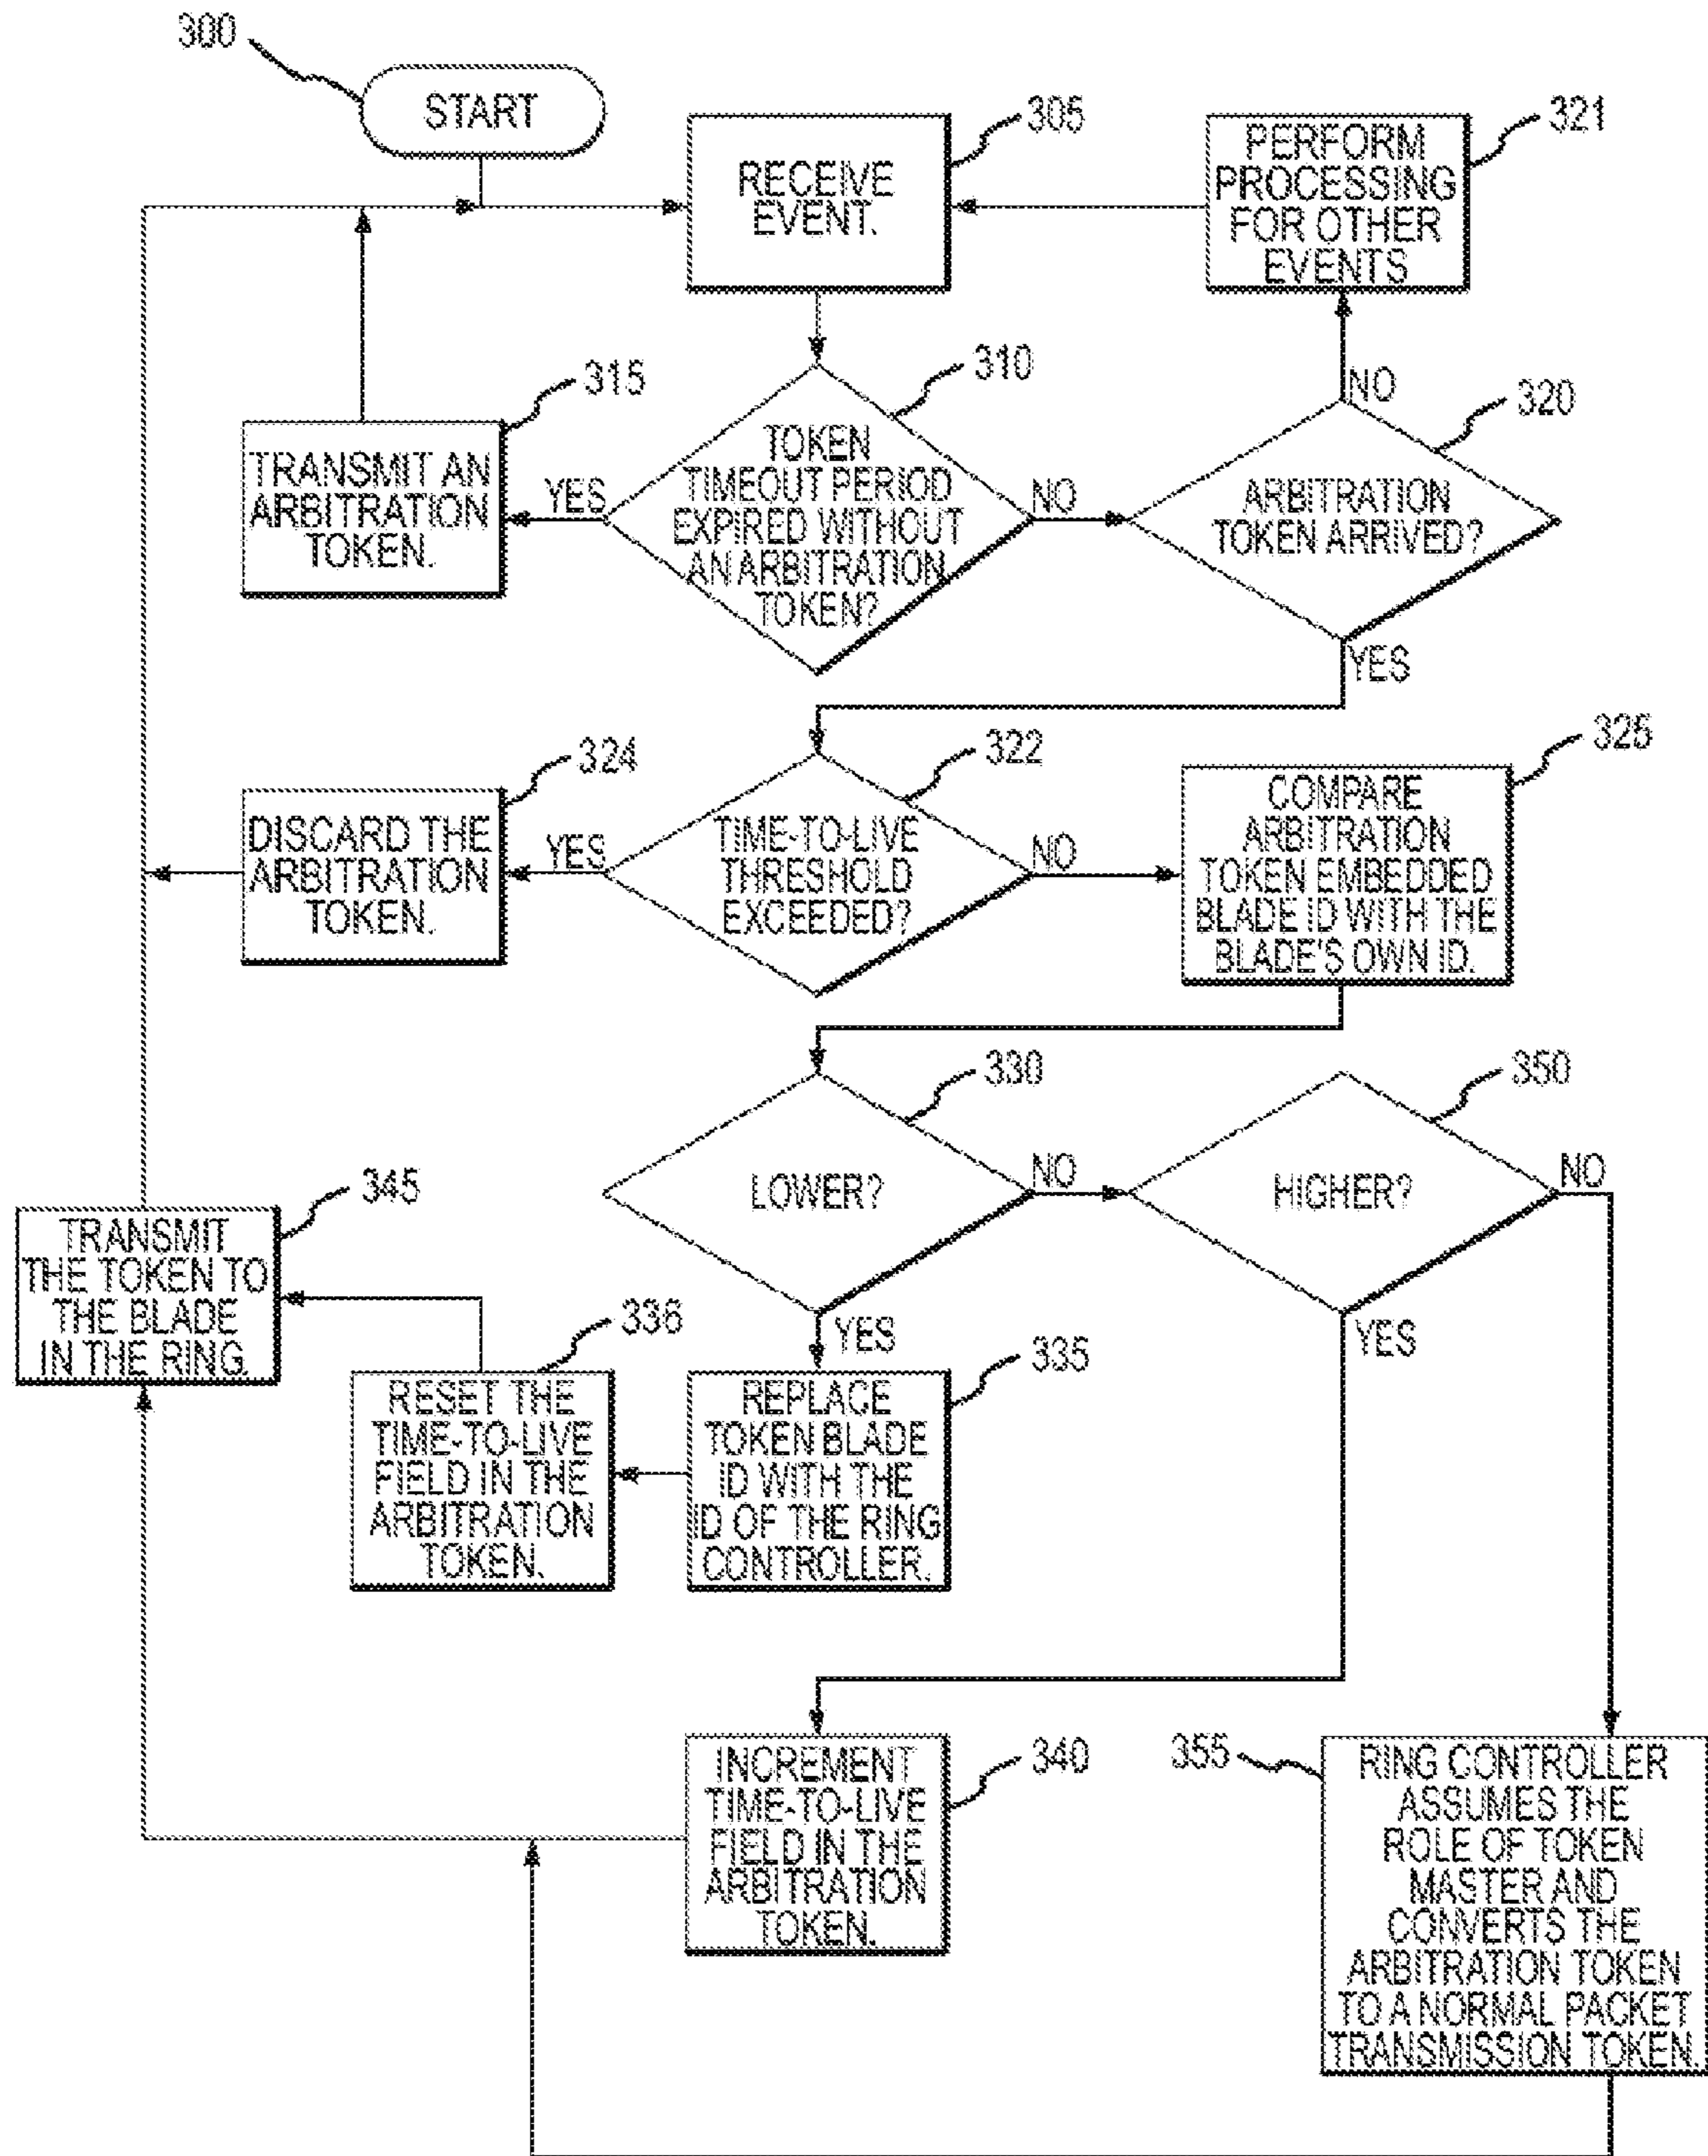 300
START
305
RECEIVE
EVENT.
321
PERFORM
PROCESSING
FOR OTHER
EVENTS
315
TRANSMIT AN
ARBITRATION
TOKEN.
YES
310
TOKEN
TIMEOUT PERIOD
EXPIRED WITHOUT
AN ARBITRATION
TOKEN?
NO
NO
320
ARBITRATION
TOKEN ARRIVED?
YES
324
DISCARD THE
ARBITRATION
TOKEN.
YES
322
TIME-TO-LIVE
THRESHOLD
EXCEEDED?
NO
325
COMPARE
ARBITRATION
TOKEN EMBEDDED
BLADE ID WITH THE
BLADE'S OWN ID.
330
LOWER?
NO
YES
350
HIGHER?
NO
YES
345
TRANSMIT
THE TOKEN TO
THE BLADE
IN THE RING.
336
RESET THE
TIME-TO-LIVE
FIELD IN THE
ARBITRATION
TOKEN.
335
REPLACE
TOKEN BLADE
ID WITH THE
ID OF THE RING
CONTROLLER.
340
INCREMENT
TIME-TO-LIVE
FIELD IN THE
ARBITRATION
TOKEN.
355
RING CONTROLLER
ASSUMES THE
ROLE OF TOKEN
MASTER AND
CONVERTS THE
ARBITRATION TOKEN
TO A NORMAL PACKET
TRANSMISSION TOKEN.